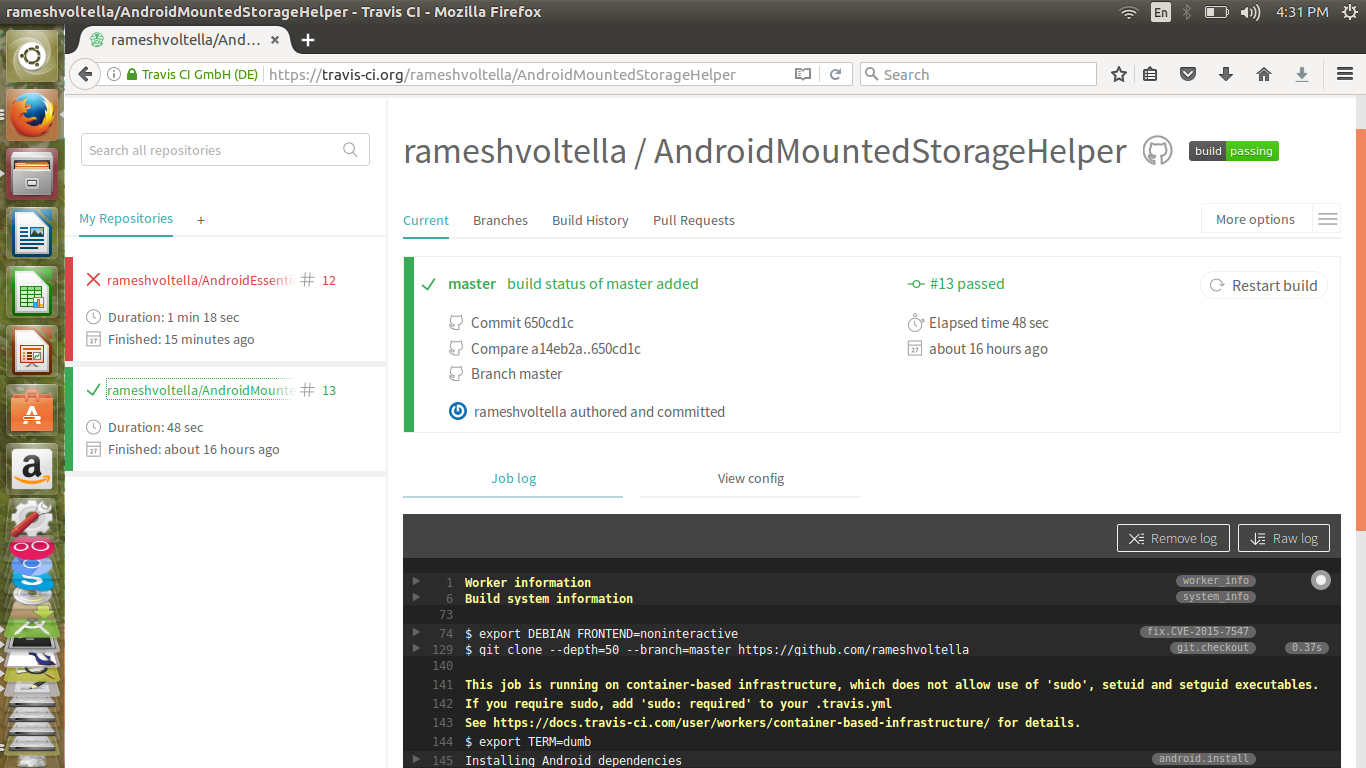 rameshvoltella/AndroidMountedStorageHelper - Travis CI - Mozilla Firefox
En
4:31 PM
rameshvoltella/And...
Travis CI GmbH (DE)
https://travis-ci.org/rameshvoltella/AndroidMountedStorageHelper
Search
Search all repositories
My Repositories +
rameshvoltella/AndroidEssenti # 12
Duration: 1 min 18 sec
27 Finished: 15 minutes ago
rameshvoltella/AndroidMounte # 13
Duration: 48 sec
27 Finished: about 16 hours ago
rameshvoltella / AndroidMountedStorageHelper
build passing
Current Branches Build History Pull Requests
More options
master build status of master added
#13 passed
Restart build
Commit 650cd1c
Elapsed time 48 sec
Compare a14eb2a..650cd1c
27 about 16 hours ago
Branch master
rameshvoltella authored and committed
Job log
View config
Remove log
Raw log
1 Worker information worker_info
6 Build system information system_info
73
74 $ export DEBIAN FRONTEND=noninteractive fix.CVE-2015-7547
129 $ git clone --depth=50 --branch=master https://github.com/rameshvoltella git.checkout 0.37s
140
141 This job is running on container-based infrastructure, which does not allow use of 'sudo', setuid and setguid executables.
142 If you require sudo, add 'sudo: required' to your .travis.yml
143 See https://docs.travis-ci.com/user/workers/container-based-infrastructure/ for details.
144 $ export TERM=dumb
145 Installing Android dependencies android.install